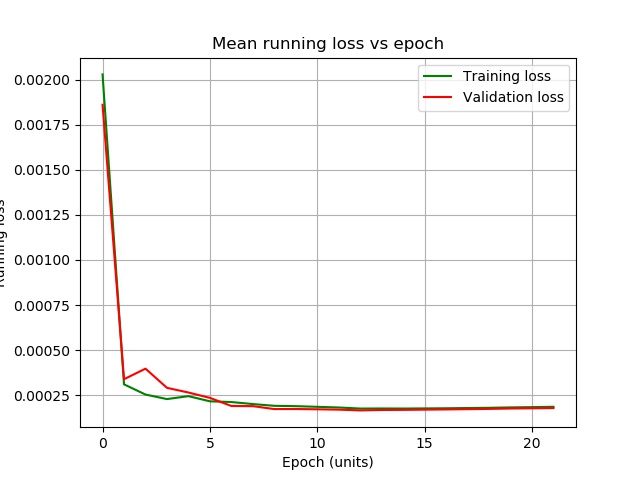 Mean running loss vs epoch
Training loss
Validation loss
0.00200
0.00175
0.00150
0.00125
0.00100
0.00075
0.00050
0.00025
Running loss
0 5 10 15 20
Epoch (units)